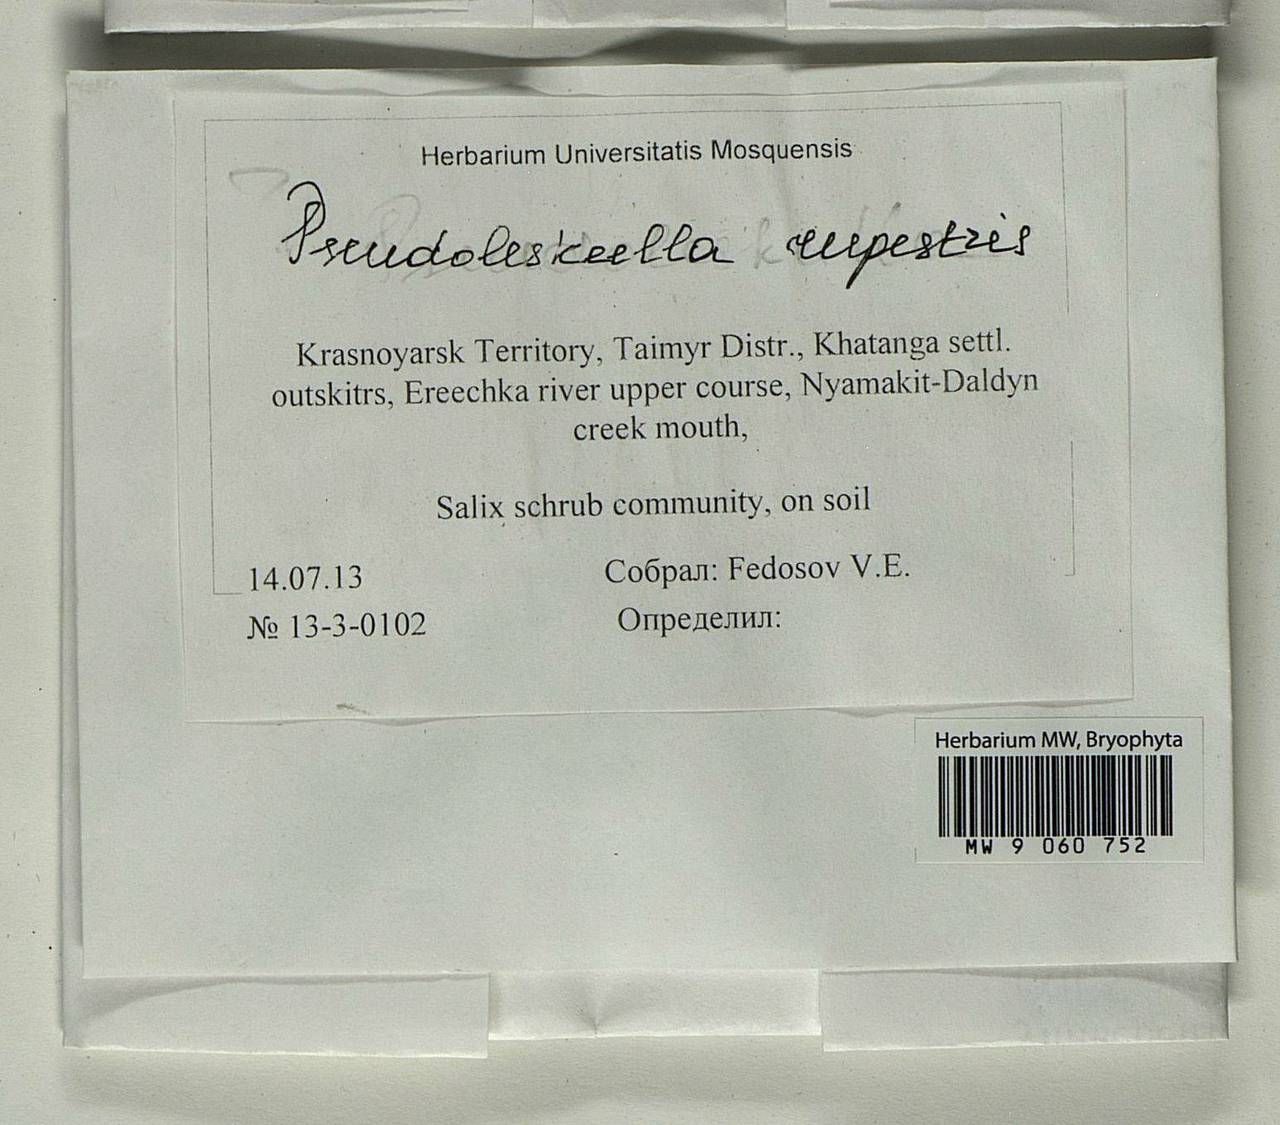 Herbarium Universitatis Mosquensis
Pseudoleskeella rupestris
Krasnoyarsk Territory, Taimyr Distr., Khatanga settl.
outskitrs, Ereechka river upper course, Nyamakit-Daldyn
creek mouth,
Salix schrub community, on soil
14.07.13
Собрал: Fedosov V.E.
№ 13-3-0102
Определил:
Herbarium MW, Bryophyta
MW 9 060 752